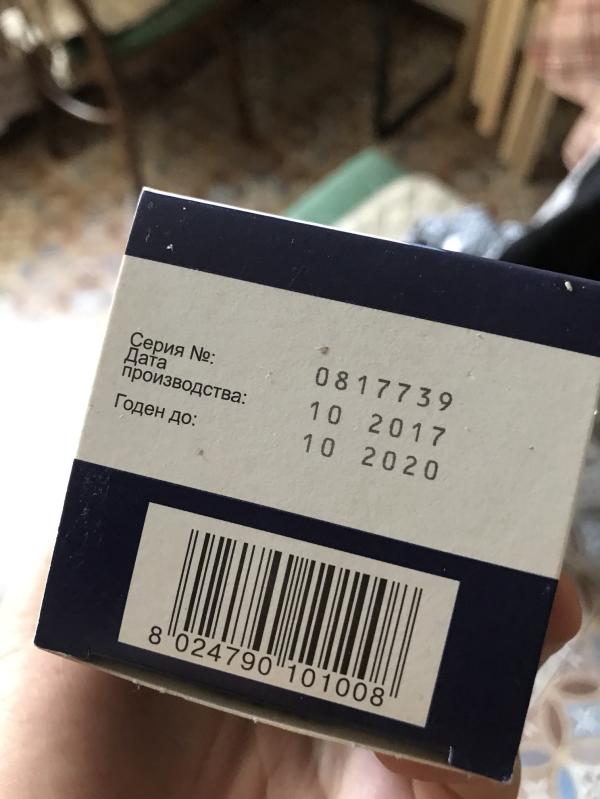 Серия №: 0817739
Дата
производства: 10 2017
Годен до: 10 2020
8 024790 101008